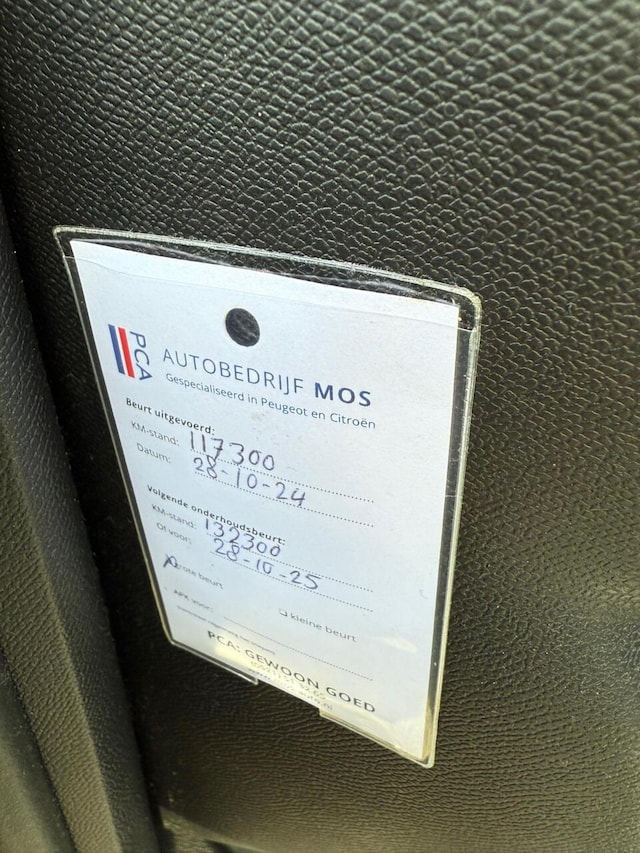 PCA
AUTOBEDRIJF MOS
Gespecialiseerd in Peugeot en Citroën
Beurt uitgevoerd:
KM-stand: 117300
Datum: 28-10-24
Volgende onderhoudsbeurt:
KM-stand: 132300
Of voor: 28-10-25
grote beurt
kleine beurt
APK voor:
PCA: GEWOON GOED